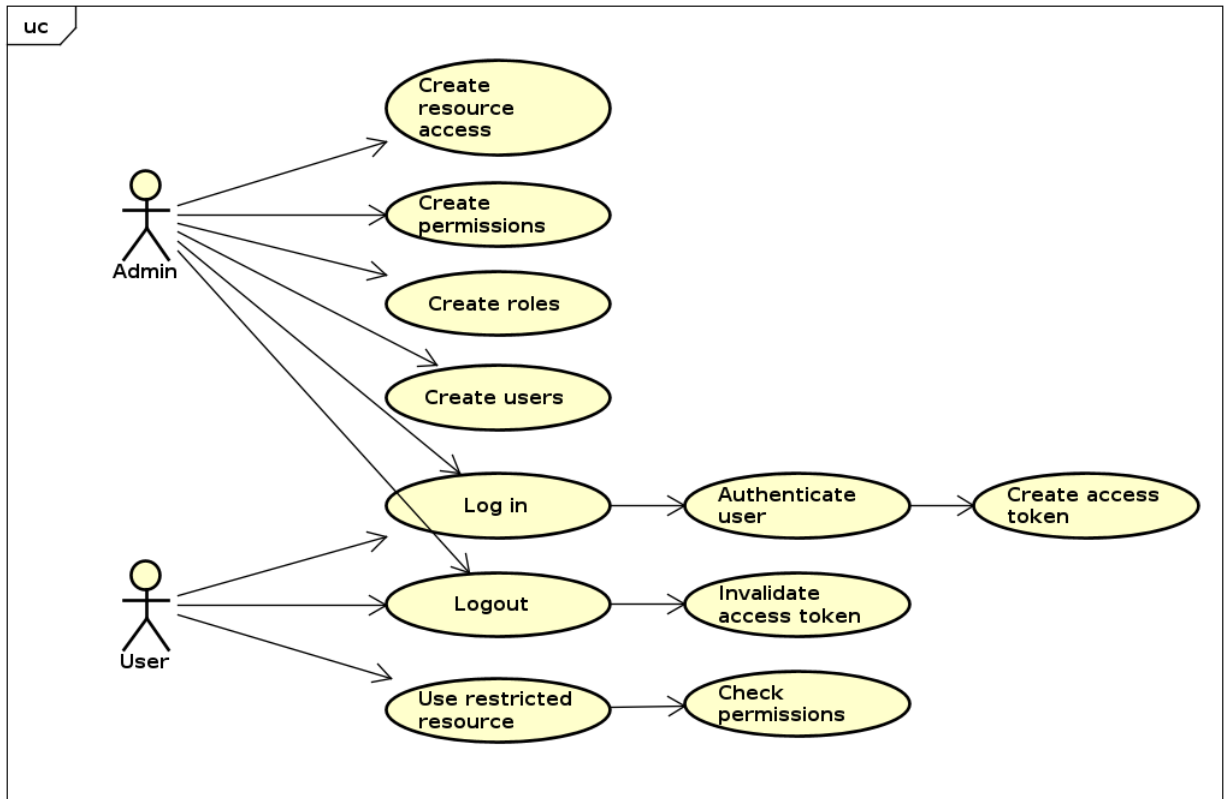 uc
Create
resource
access
Create
permissions
Admin
Create roles
Create users
Log in
Authenticate
user
Create access
token
Logout
Invalidate
access token
User
Use restricted
resource
Check
permissions